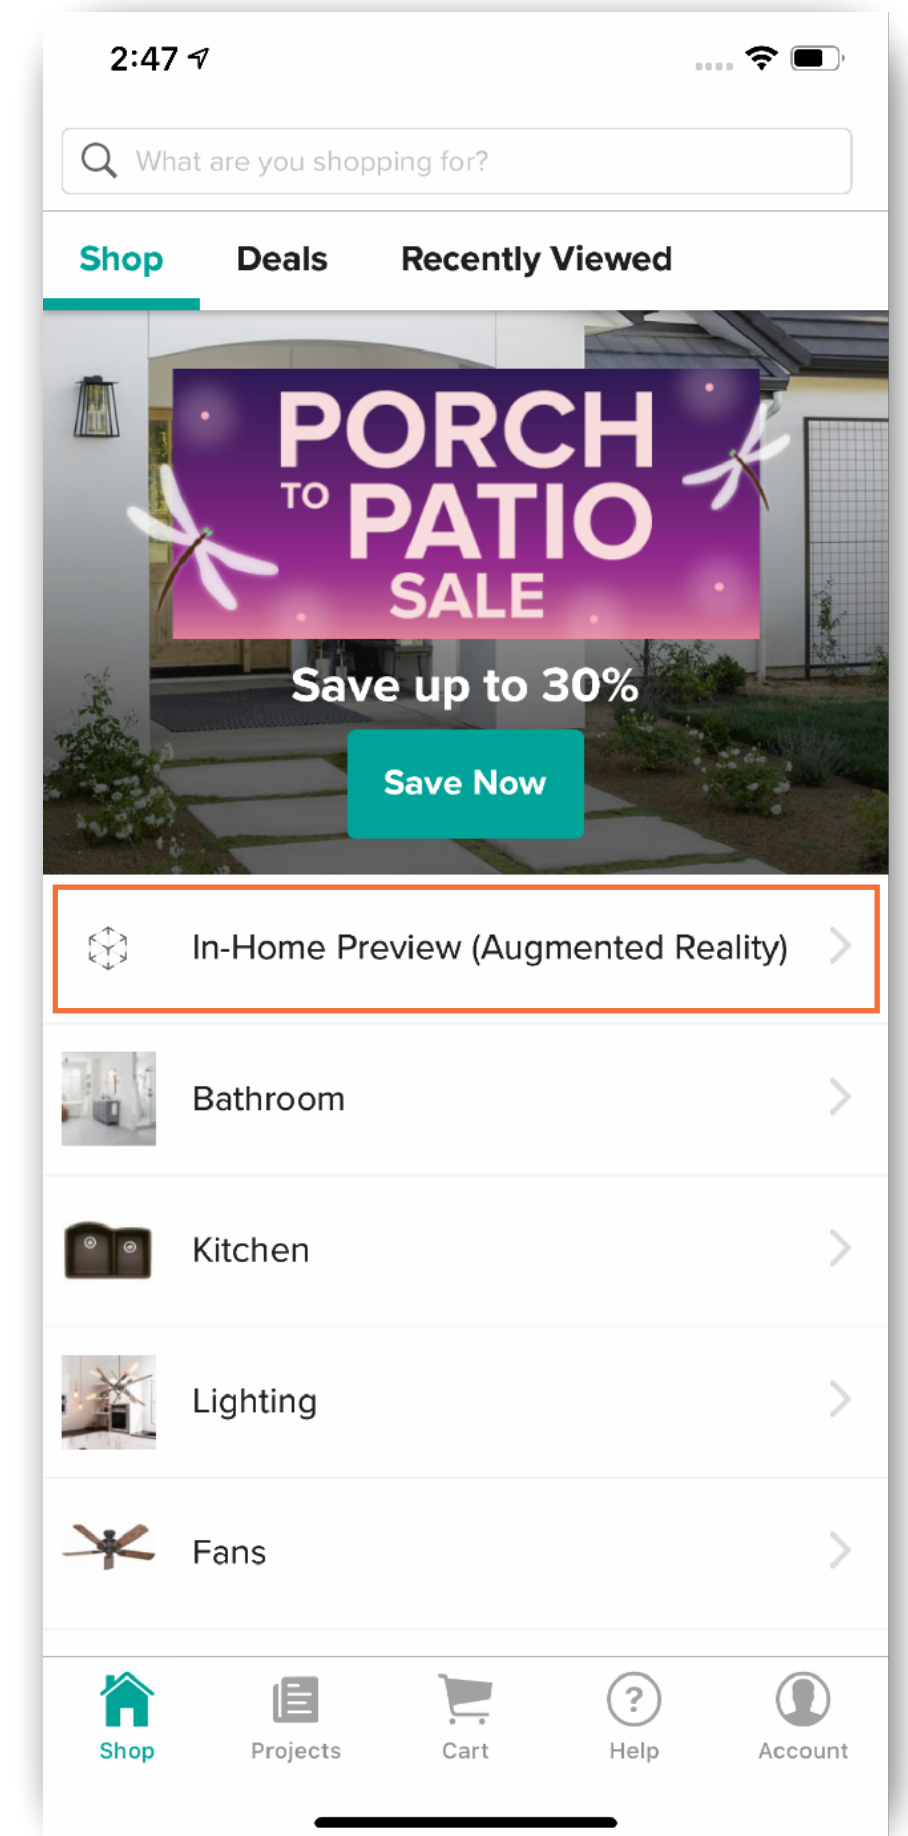 2:47
What are you shopping for?
Shop Deals Recently Viewed
PORCH
TO PATIO
SALE
Save up to 30%
Save Now
In-Home Preview (Augmented Reality)
Bathroom
Kitchen
Lighting
Fans
Shop Projects Cart Help Account